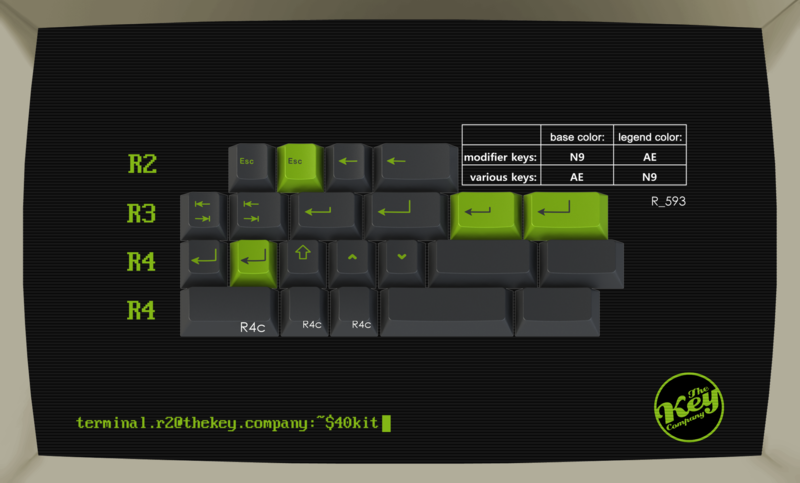 base color: legend color:
modifier keys: N9 AE
various keys: AE N9
R_593
R2 Esc Esc
R3
R4
R4 R4c R4c R4c
terminal.r2@thekey.company:~$40kit
The
Key
Company